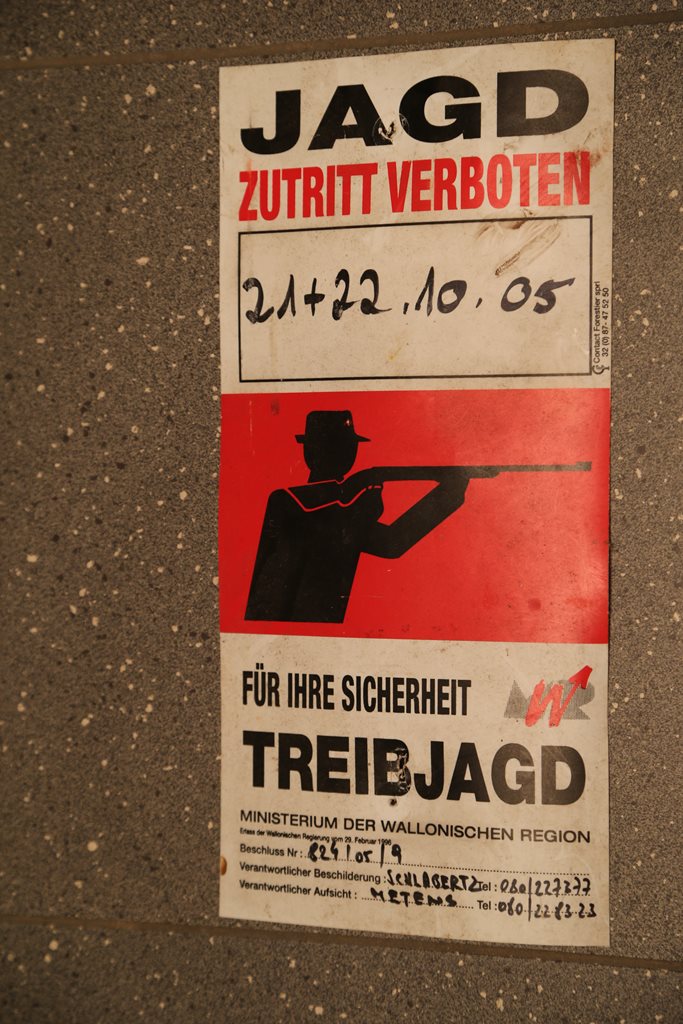 JAGD
ZUTRITT VERBOTEN
21+22.10.05
Contact Forestier sprl
32 (0) 87- 47 52 50
FÜR IHRE SICHERHEIT
MWR
TREIBJAGD
MINISTERIUM DER WALLONISCHEN REGION
Erlass der Wallonischen Regierung vom 29. Februar 1996
Beschluss Nr : 824/05/9
Verantwortlicher Beschilderung : SCHLABERTZ Tel : 080/227377
Verantwortlicher Aufsicht : METENS Tel : 080/22 83 23